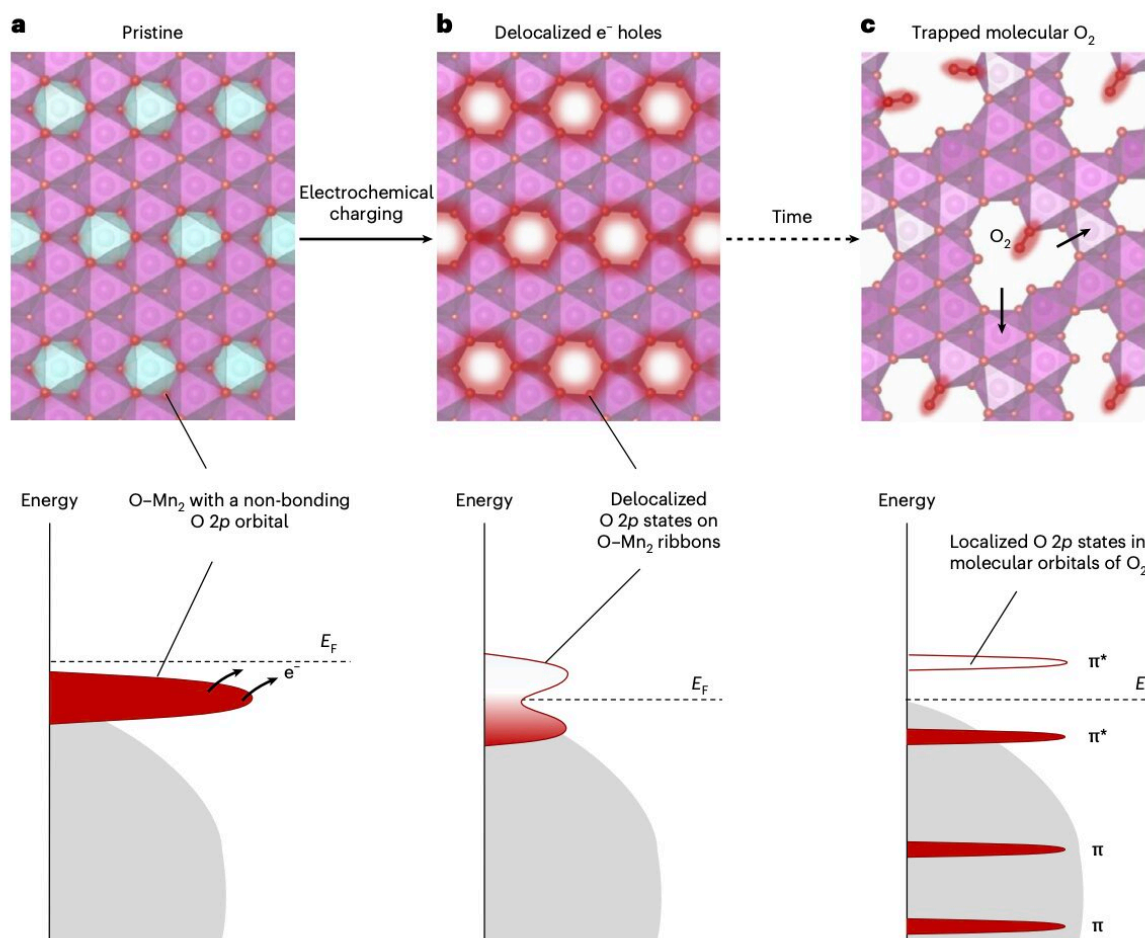 a
Pristine
b
Delocalized e⁻ holes
c
Trapped molecular O₂
Electrochemical
charging
Time
O₂
Energy
O–Mn₂ with a non-bonding
O 2p orbital
E_F
e⁻
Energy
Delocalized
O 2p states on
O–Mn₂ ribbons
E_F
Energy
Localized O 2p states in
molecular orbitals of O₂
π*
E
π*
π
π